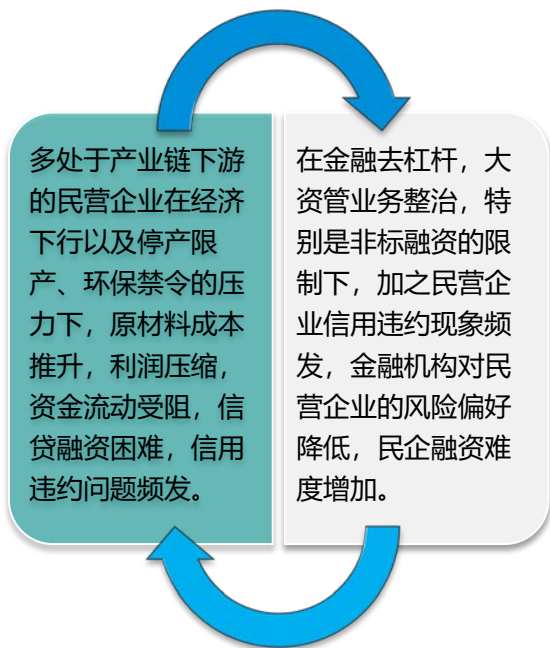 多处于产业链下游
的民营企业在经济
下行以及停产限
产、环保禁令的压
力下，原材料成本
推升，利润压缩，
资金流动受阻，信
贷融资困难，信用
违约问题频发。
在金融去杠杆，大
资管业务整治，特
别是非标融资的限
制下，加之民营企
业信用违约现象频
发，金融机构对民
营企业的风险偏好
降低，民企融资难
度增加。